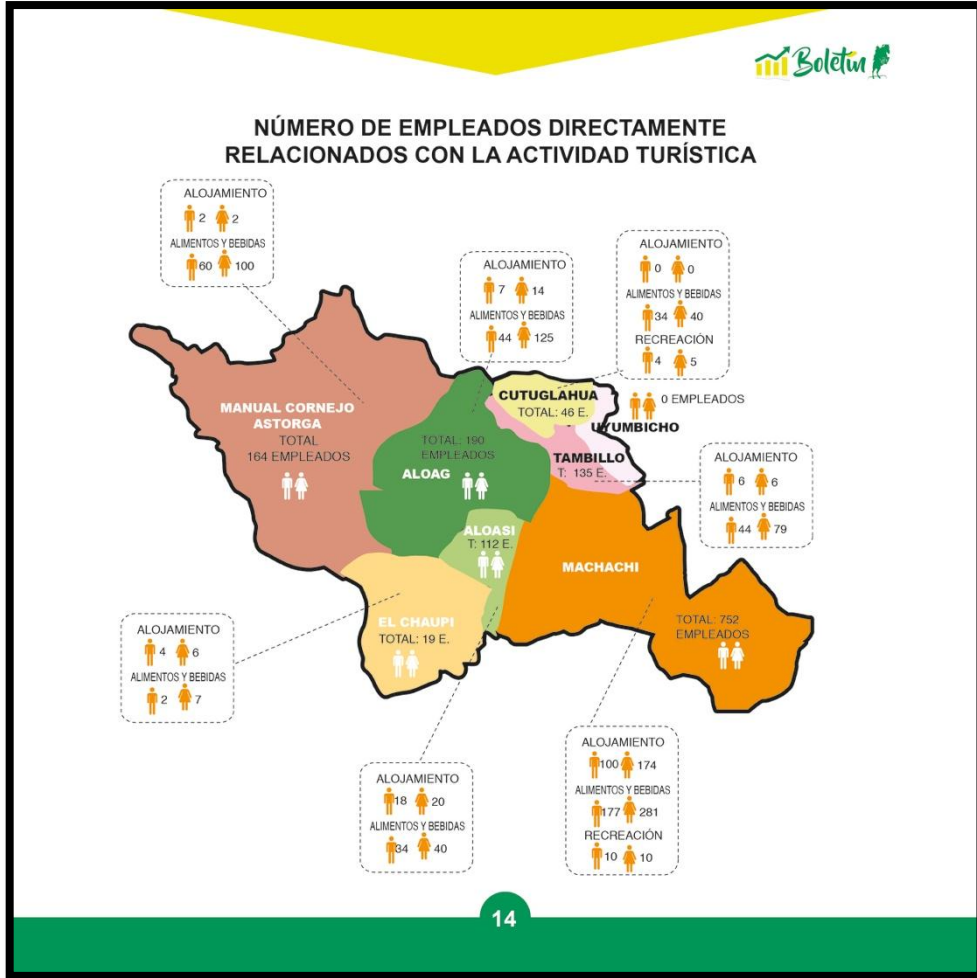 Boletín
NÚMERO DE EMPLEADOS DIRECTAMENTE
RELACIONADOS CON LA ACTIVIDAD TURÍSTICA
ALOJAMIENTO
2 2
ALIMENTOS Y BEBIDAS
60 100
ALOJAMIENTO
7 14
ALIMENTOS Y BEBIDAS
44 125
ALOJAMIENTO
0 0
ALIMENTOS Y BEBIDAS
34 40
RECREACIÓN
4 5
MANUAL CORNEJO
ASTORGA
TOTAL
164 EMPLEADOS
TOTAL: 190
EMPLEADOS
ALOAG
CUTUGLAHUA
TOTAL: 46 E.
0 EMPLEADOS
UYUMBICHO
TAMBILLO
T: 135 E.
ALOJAMIENTO
6 6
ALIMENTOS Y BEBIDAS
44 79
ALOASI
T: 112 E.
MACHACHI
TOTAL: 752
EMPLEADOS
EL CHAUPI
TOTAL: 19 E.
ALOJAMIENTO
4 6
ALIMENTOS Y BEBIDAS
2 7
ALOJAMIENTO
18 20
ALIMENTOS Y BEBIDAS
34 40
ALOJAMIENTO
100 174
ALIMENTOS Y BEBIDAS
177 281
RECREACIÓN
10 10
14